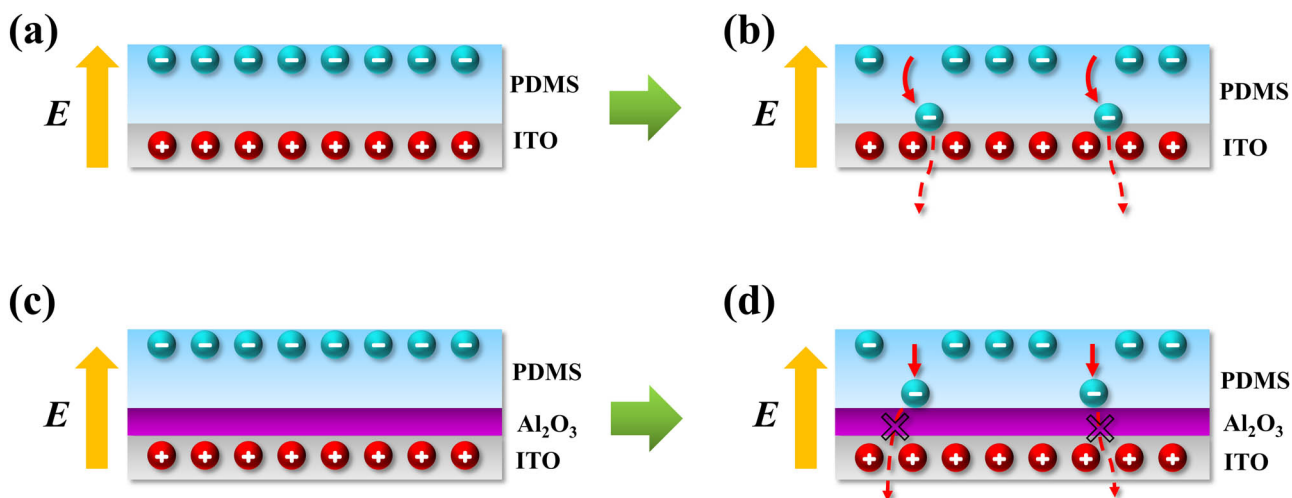 (a)
E
PDMS
ITO
(b)
E
PDMS
ITO
(c)
E
PDMS
Al₂O₃
ITO
(d)
E
PDMS
Al₂O₃
ITO